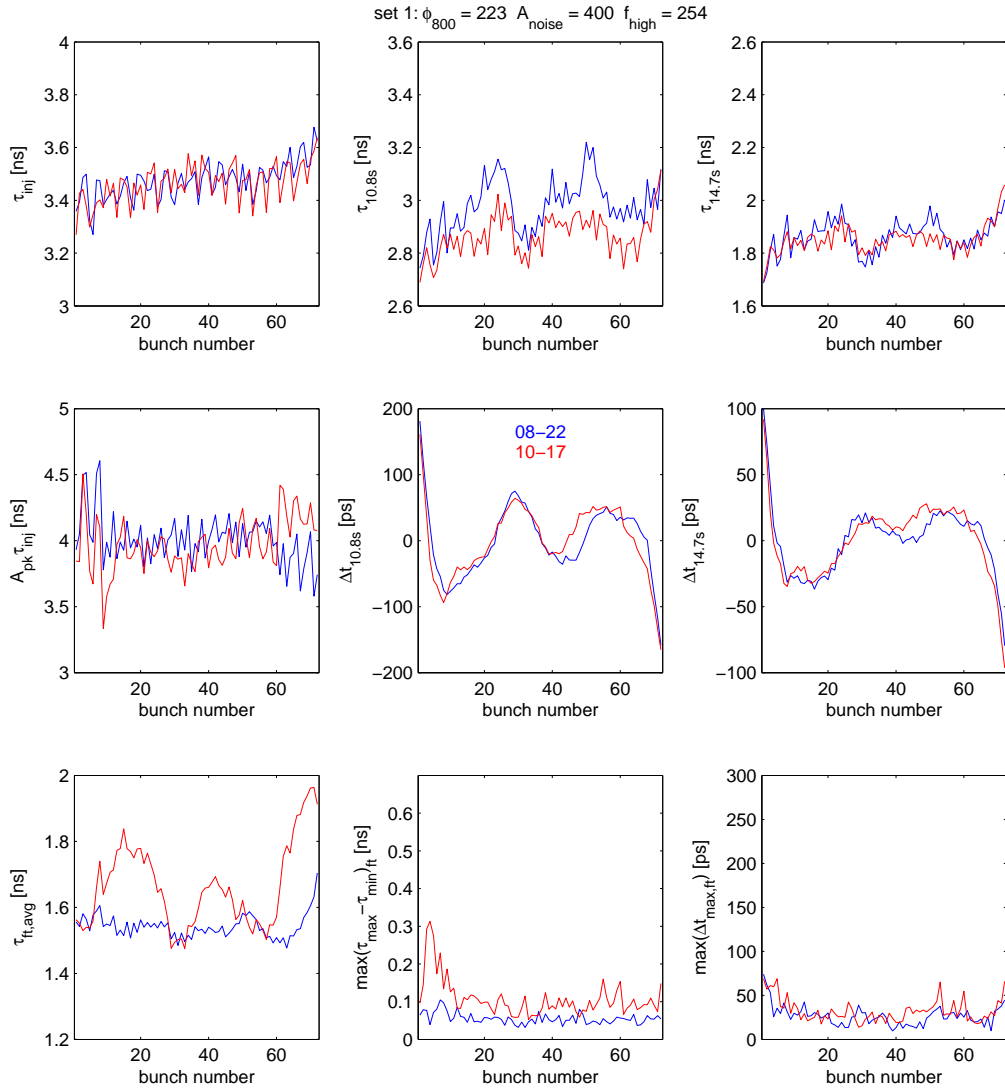 set 1: ϕ800 = 223 Anoise = 400 fhigh = 254
τinj [ns]
4
3.8
3.6
3.4
3.2
3
20 40 60
bunch number
τ10.8s [ns]
3.6
3.4
3.2
3
2.8
2.6
20 40 60
bunch number
τ14.7s [ns]
2.6
2.4
2.2
2
1.8
1.6
20 40 60
bunch number
Apk τinj [ns]
5
4.5
4
3.5
3
20 40 60
bunch number
Δt10.8s [ps]
200
100
0
−100
−200
08−22
10−17
20 40 60
bunch number
Δt14.7s [ps]
100
50
0
−50
−100
20 40 60
bunch number
τft,avg [ns]
2
1.8
1.6
1.4
1.2
20 40 60
bunch number
max(τmax−τmin)ft [ns]
0.6
0.5
0.4
0.3
0.2
0.1
0
20 40 60
bunch number
max(Δtmax,ft) [ps]
300
250
200
150
100
50
0
20 40 60
bunch number